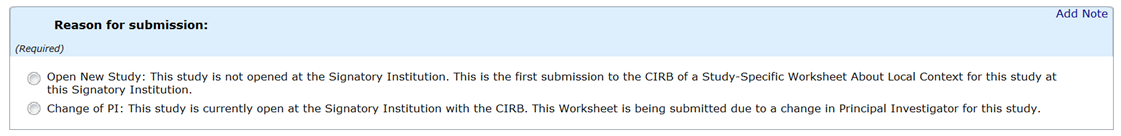 Add Note
Reason for submission:
(Required)
Open New Study: This study is not opened at the Signatory Institution. This is the first submission to the CIRB of a Study-Specific Worksheet About Local Context for this study at
this Signatory Institution.
Change of PI: This study is currently open at the Signatory Institution with the CIRB. This Worksheet is being submitted due to a change in Principal Investigator for this study.